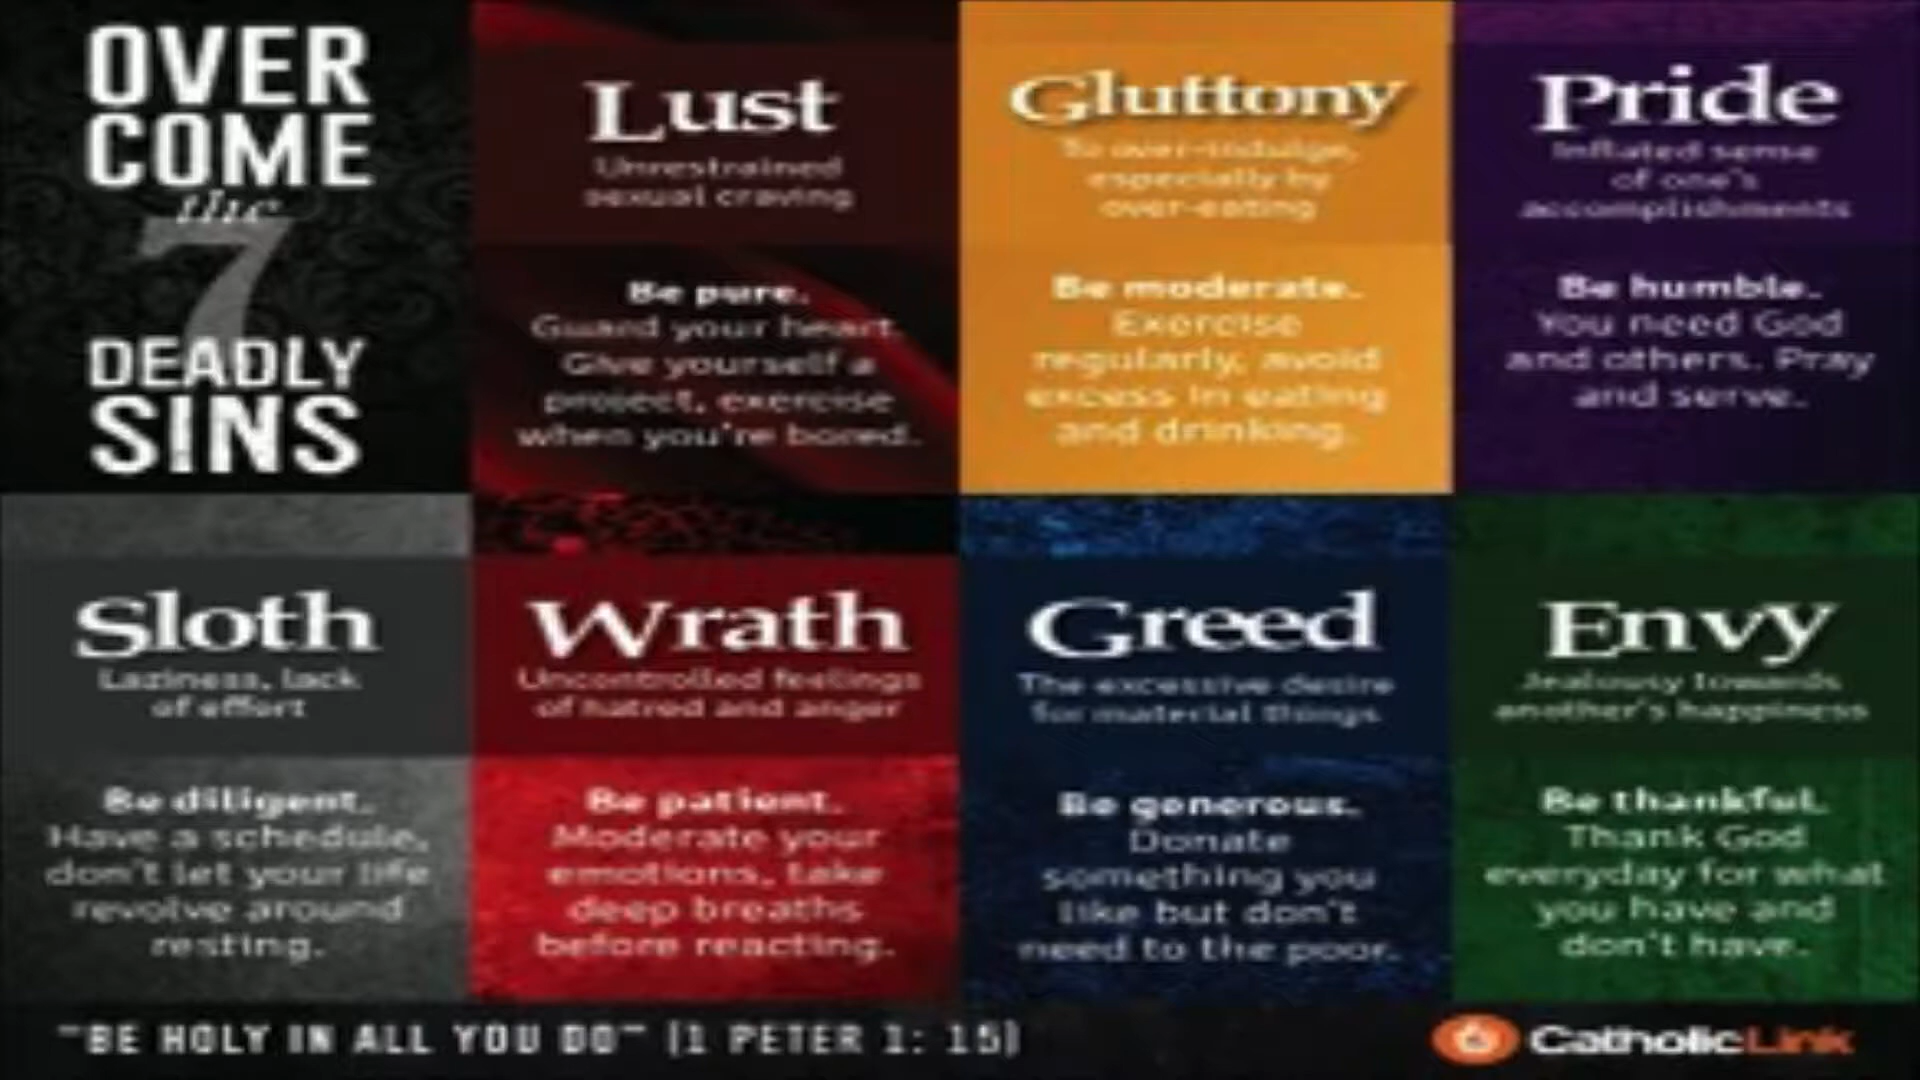 OVER
COME
the
7
DEADLY
SINS
Lust
Unrestrained
sexual craving
Be pure.
Guard your heart.
Give yourself a
project, exercise
when you're bored.
Gluttony
To over-indulge,
especially by
over-eating
Be moderate.
Exercise
regularly, avoid
excess in eating
and drinking.
Pride
Inflated sense
of one's
accomplishments
Be humble.
You need God
and others. Pray
and serve.
Sloth
Laziness, lack
of effort
Be diligent.
Have a schedule,
don't let your life
revolve around
resting.
Wrath
Uncontrolled feelings
of hatred and anger
Be patient.
Moderate your
emotions, take
deep breaths
before reacting.
Greed
The excessive desire
for material things
Be generous.
Donate
something you
like but don't
need to the poor.
Envy
Jealousy towards
another's happiness
Be thankful.
Thank God
everyday for what
you have and
don't have.
"BE HOLY IN ALL YOU DO" (1 PETER 1: 15)
CatholicLink